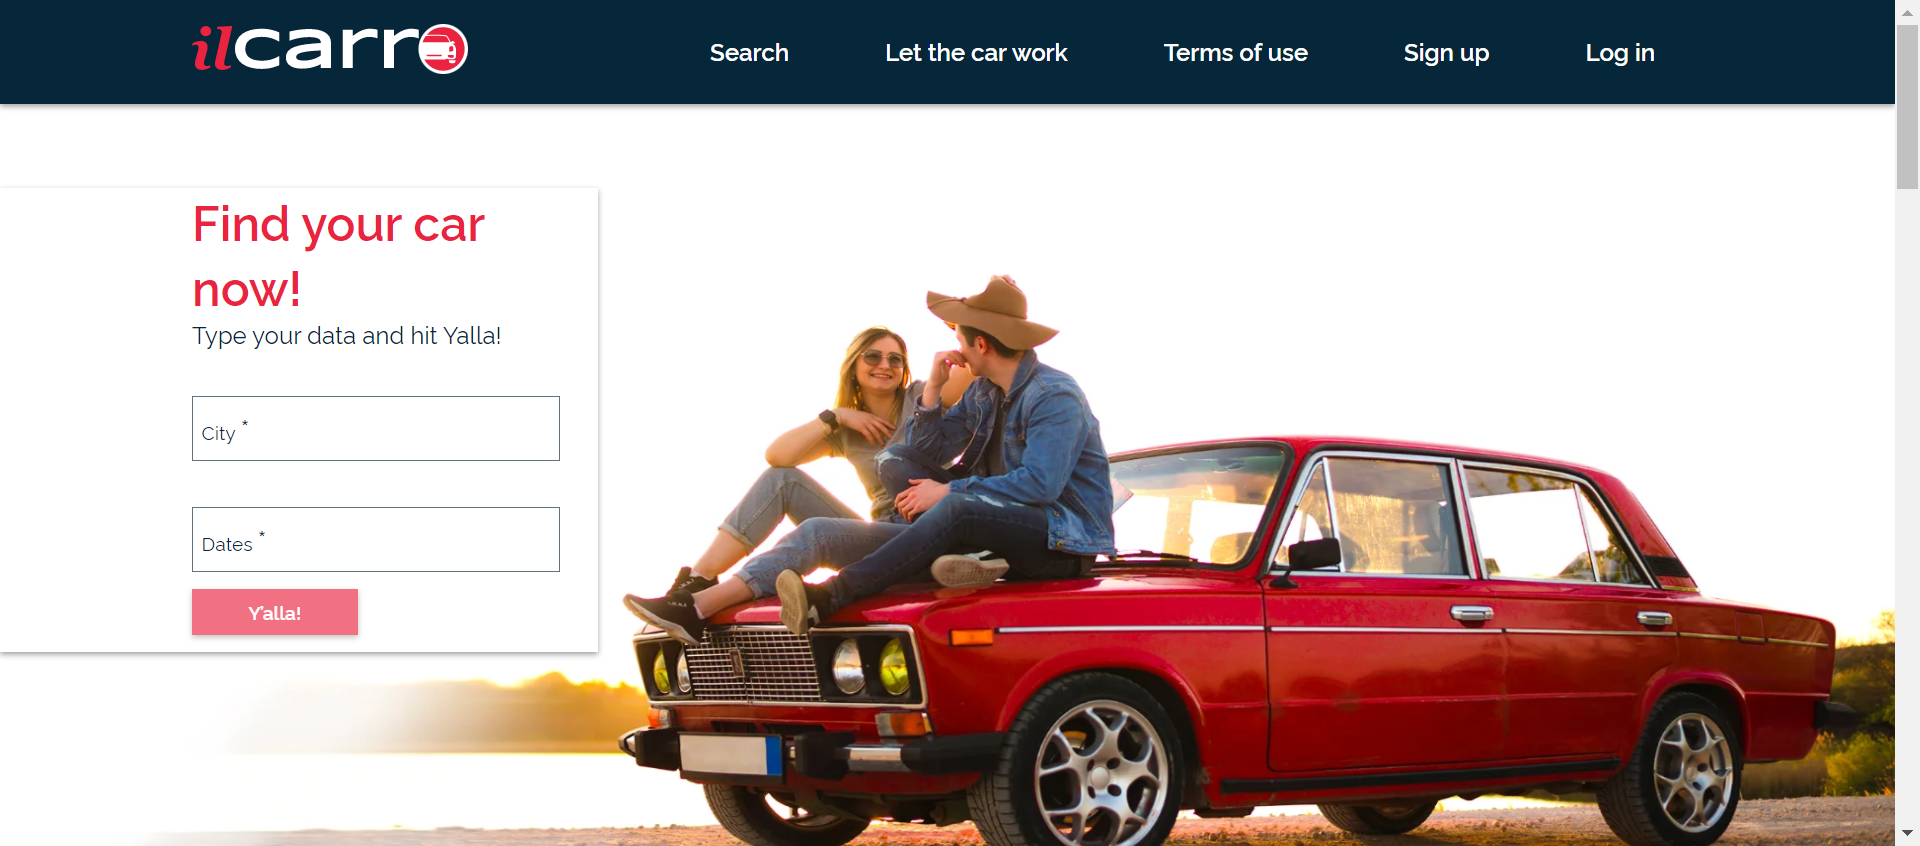 ilcarro
Search
Let the car work
Terms of use
Sign up
Log in
Find your car
now!
Type your data and hit Yalla!
City *
Dates *
Y'alla!